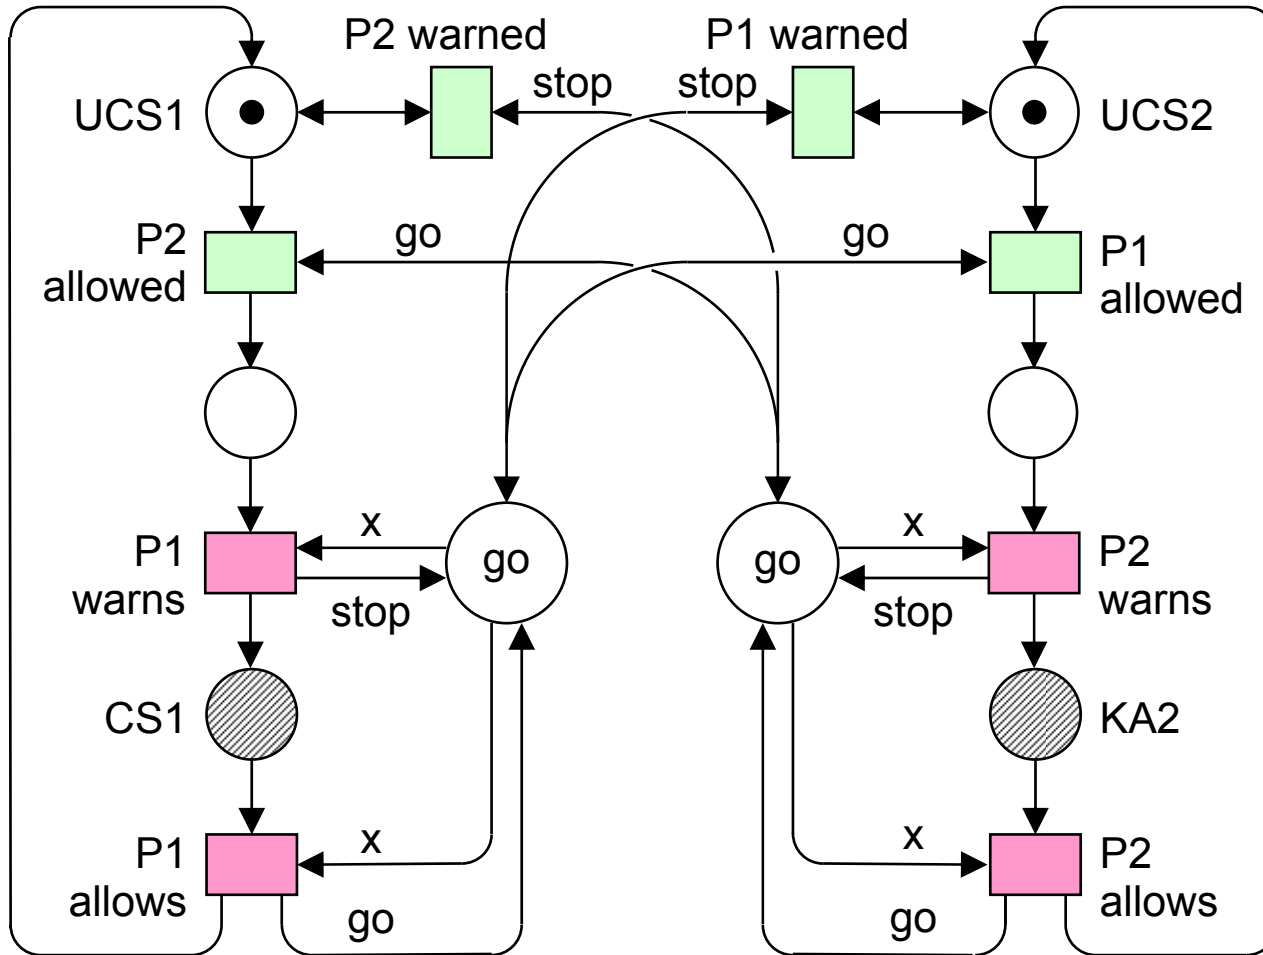 P2 warned
P1 warned
stop
stop
UCS1
UCS2
P2
allowed
go
go
P1
allowed
P1
warns
x
stop
go
go
x
stop
P2
warns
CS1
KA2
P1
allows
x
go
x
go
P2
allows